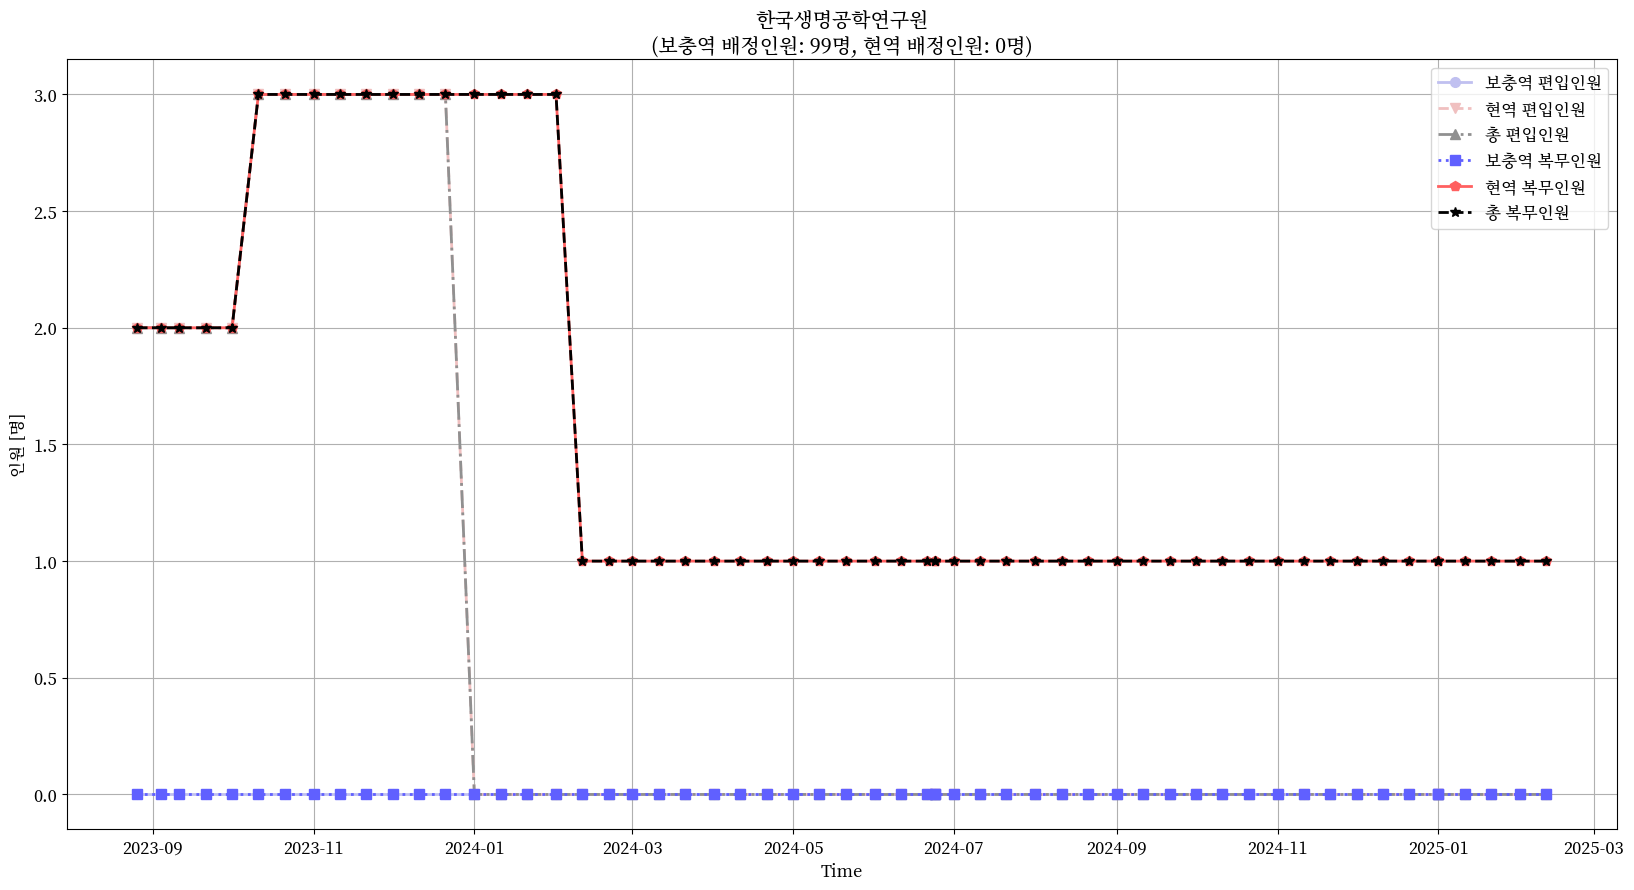 한국생명공학연구원
(보충역 배정인원: 99명, 현역 배정인원: 0명)
보충역 편입인원
현역 편입인원
총 편입인원
보충역 복무인원
현역 복무인원
총 복무인원
인원 [명]
3.0
2.5
2.0
1.5
1.0
0.5
0.0
2023-09 2023-11 2024-01 2024-03 2024-05 2024-07 2024-09 2024-11 2025-01 2025-03
Time